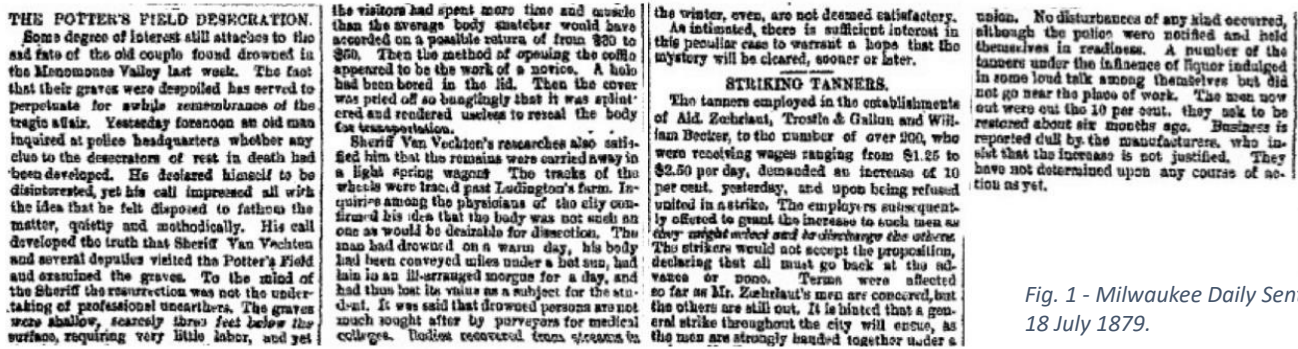 THE POTTER'S FIELD DESECRATION.
Some degree of interest still attaches to the
sad fate of the old couple found drowned in
the Menomonee Valley last week. The fact
that their graves were despoiled has served to
perpetuate for awhile remembrance of the
tragic affair. Yesterday forenoon an old man
inquired at police headquarters whether any
clue to the desecrators of rest in death had
been developed. He declared himself to be
disinterested, yet his call impressed all with
the idea that he felt disposed to fathom the
matter, quietly and methodically. His call
developed the truth that Sheriff Van Vechten
and several deputies visited the Potter's Field
and examined the graves. To the mind of
the Sheriff the resurrection was not the under-
taking of professional unearthers. The graves
were shallow, scarcely three feet below the
surface, requiring very little labor, and yet
the visitors had spent more time and muscle
than the average body snatcher would have
accorded on a possible return of from $30 to
$60. Then the method of opening the coffin
appeared to be the work of a novice. A hole
had been bored in the lid. Then the cover
was pried off so bunglingly that it was splint-
ered and rendered useless to reseal the body
for transportation.
Sheriff Van Vechten's researches also satis-
fied him that the remains were carried away in
a light spring wagon. The tracks of the
wheels were traced past Ludington's farm. In-
quiries among the physicians of the city con-
firmed his idea that the body was not such an
one as would be desirable for dissection. The
man had drowned on a warm day, his body
had been conveyed miles under a hot sun, had
lain in an ill-arranged morgue for a day, and
had thus lost its value as a subject for the stu-
dent. It was said that drowned persons are not
much sought after by purveyors for medical
colleges. Bodies recovered from streams in
the winter, even, are not deemed satisfactory.
As intimated, there is sufficient interest in
this peculiar case to warrant a hope that the
mystery will be cleared, sooner or later.
STRIKING TANNERS.
The tanners employed in the establishments
of Ald. Zœhrlaut, Trostle & Gallun and Will-
iam Becker, to the number of over 200, who
were receiving wages ranging from $1.25 to
$2.50 per day, demanded an increase of 10
per cent. yesterday, and upon being refused
united in a strike. The employers subsequent-
ly offered to grant the increase to such men as
they might select and to discharge the others.
The strikers would not accept the proposition,
declaring that all must go back at the ad-
vance or none. Terms were affected
so far as Mr. Zœhrlaut's men are concered, but
the others are still out. It is hinted that a gen-
eral strike throughout the city will ensue, as
the men are strongly banded together under a
union. No disturbances of any kind occurred,
although the police were notified and held
themselves in readiness. A number of the
tanners under the influence of liquor indulged
in some loud talk among themselves but did
not go near the place of work. The men now
out were cut the 10 per cent. they ask to be
restored about six months ago. Business is
reported dull by the manufacturers, who in-
sist that the increase is not justified. They
have not determined upon any course of ac-
tion as yet.
Fig. 1 - Milwaukee Daily Sen
18 July 1879.